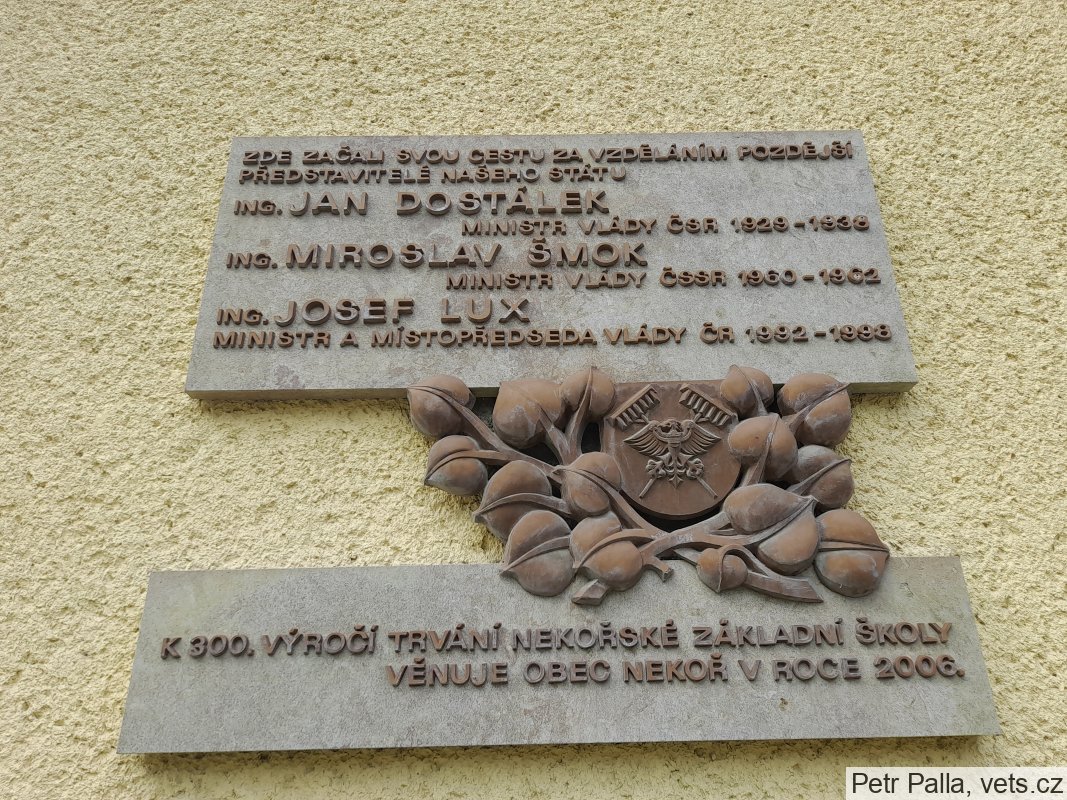 ZDE ZAČALI SVOU CESTU ZA VZDĚLÁNÍM POZDĚJŠÍ
PŘEDSTAVITELÉ NAŠEHO STÁTU
ING. JAN DOSTÁLEK
MINISTR VLÁDY ČSR 1929-1938
ING. MIROSLAV ŠMOK
MINISTR VLÁDY ČSSR 1960-1962
ING. JOSEF LUX
MINISTR A MÍSTOPŘEDSEDA VLÁDY ČR 1992-1998
K 300. VÝROČÍ TRVÁNÍ NEKOŘSKÉ ZÁKLADNÍ ŠKOLY
VĚNUJE OBEC NEKOŘ V ROCE 2006.
Petr Palla, vets.cz